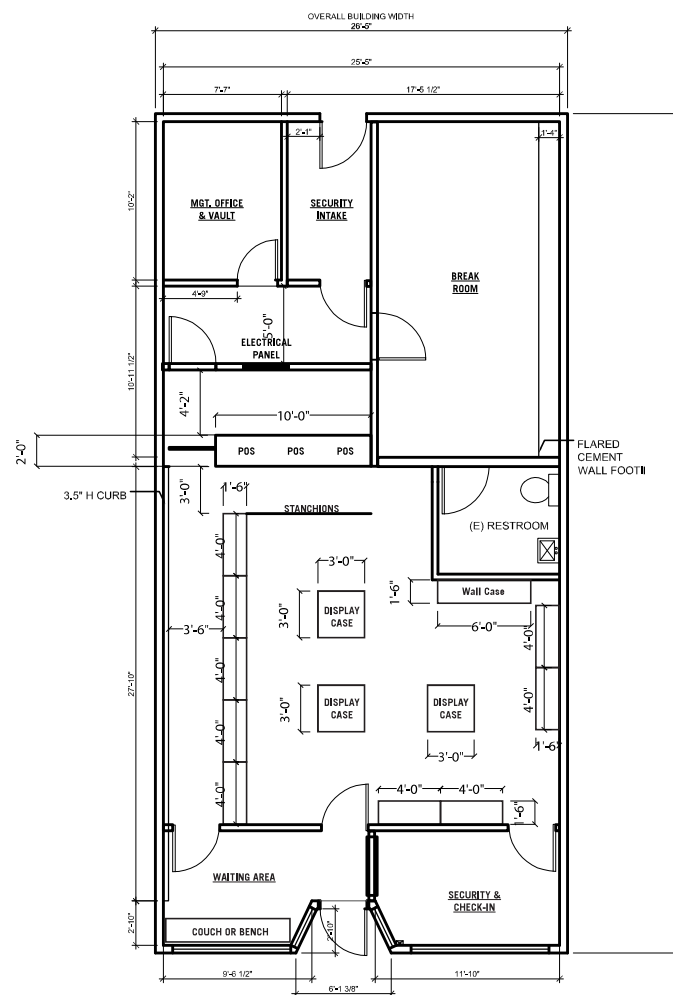 OVERALL BUILDING WIDTH
26'-5"
25'-5"
7'-7"
17'-5 1/2"
2'-1"
1'-4"
10'-2"
MGT. OFFICE
& VAULT
SECURITY
INTAKE
BREAK
ROOM
4'-9"
5'-0"
ELECTRICAL
PANEL
10'-11 1/2"
4'-2"
10'-0"
2'-0"
POS POS POS
FLARED
CEMENT
WALL FOOTII
3.5" H CURB
3'-0"
1'-6"
STANCHIONS
(E) RESTROOM
4'-0"
3'-0"
1'-6"
Wall Case
4'-0"
3'-0"
DISPLAY
CASE
6'-0"
3'-6"
4'-0"
4'-0"
27'-10"
4'-0"
3'-0"
DISPLAY
CASE
DISPLAY
CASE
4'-0"
3'-0"
1'-6"
4'-0"
4'-0"
4'-0"
1'-6"
WAITING AREA
SECURITY &
CHECK-IN
2'-10"
COUCH OR BENCH
2'-10"
9'-6 1/2"
11'-10"
6'-1 3/8"